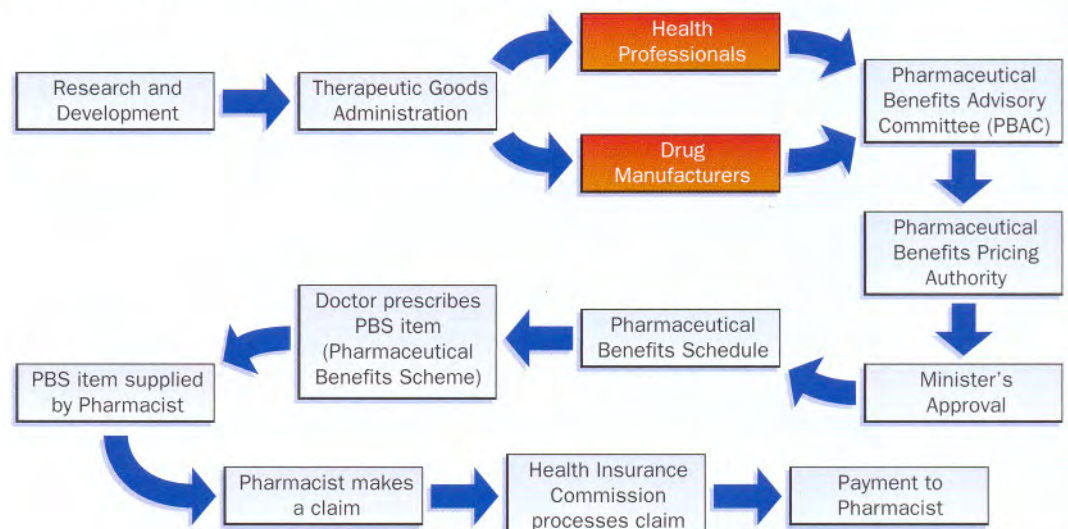 Research and
Development
Therapeutic Goods
Administration
Health
Professionals
Drug
Manufacturers
Pharmaceutical
Benefits Advisory
Committee (PBAC)
Pharmaceutical
Benefits Pricing
Authority
Minister's
Approval
Pharmaceutical
Benefits Schedule
Doctor prescribes
PBS item
(Pharmaceutical
Benefits Scheme)
PBS item supplied
by Pharmacist
Pharmacist makes
a claim
Health Insurance
Commission
processes claim
Payment to
Pharmacist